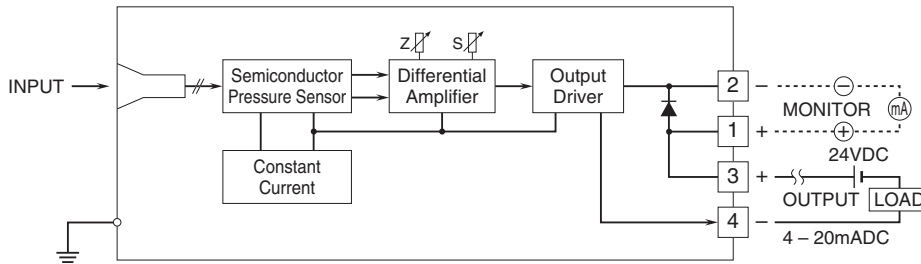 INPUT
Semiconductor
Pressure Sensor
Z
S
Differential
Amplifier
Output
Driver
Constant
Current
2 −
MONITOR
−
mA
1 +
+
24VDC
3 +
OUTPUT
LOAD
4 −
4 – 20mADC